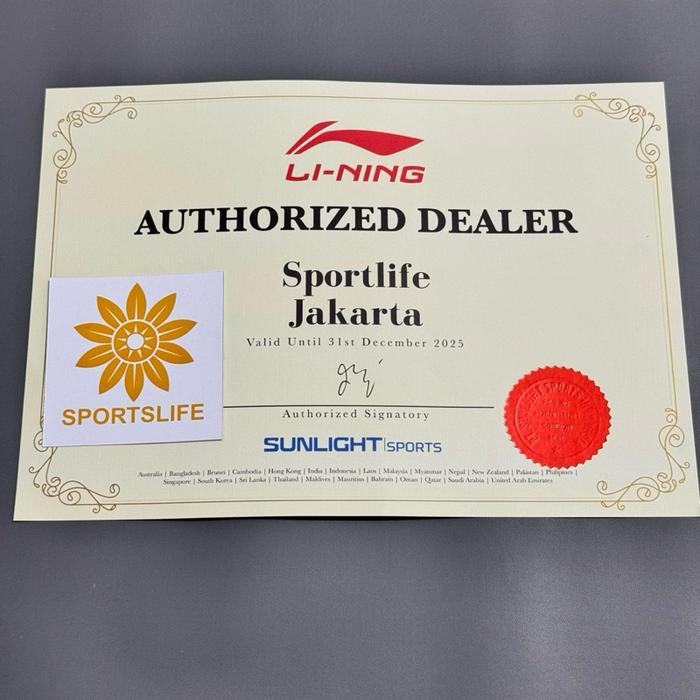 LI-NING
AUTHORIZED DEALER
Sportlife
Jakarta
Valid Until 31st December 2025
SPORTSLIFE
Authorized Signatory
SUNLIGHT SPORTS
Australia | Bangladesh | Brunei | Cambodia | Hong Kong | India | Indonesia | Laos | Malaysia | Myanmar | Nepal | New Zealand | Pakistan | Philipines |
Singapore | South Korea | Sri Lanka | Thailand | Maldives | Mauritius | Bahrain | Oman | Qatar | Saudi Arabia | United Arab Emirates